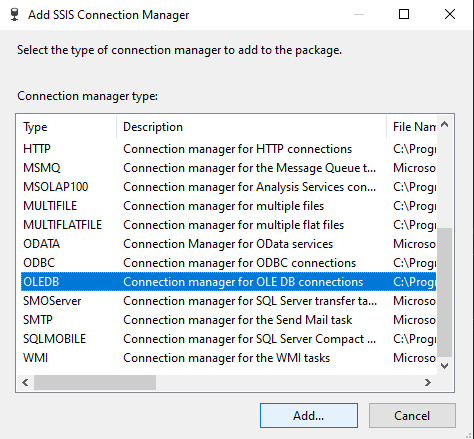 Add SSIS Connection Manager
Select the type of connection manager to add to the package.
Connection manager type:
Type Description File Nam
HTTP Connection manager for HTTP connections C:\Progr
MSMQ Connection manager for the Message Queue t... Microso
MSOLAP100 Connection manager for Analysis Services con... C:\Progr
MULTIFILE Connection manager for multiple files C:\Progr
MULTIFLATFILE Connection manager for multiple flat files C:\Progr
ODATA Connection Manager for OData services Microso
ODBC Connection manager for ODBC connections C:\Progr
OLEDB Connection manager for OLE DB connections C:\Progr
SMOServer Connection manager for SQL Server transfer ta... Microso
SMTP Connection manager for the Send Mail task Microso
SQLMOBILE Connection manager for SQL Server Compact ... C:\Progr
WMI Connection manager for the WMI tasks Microso
Add... Cancel